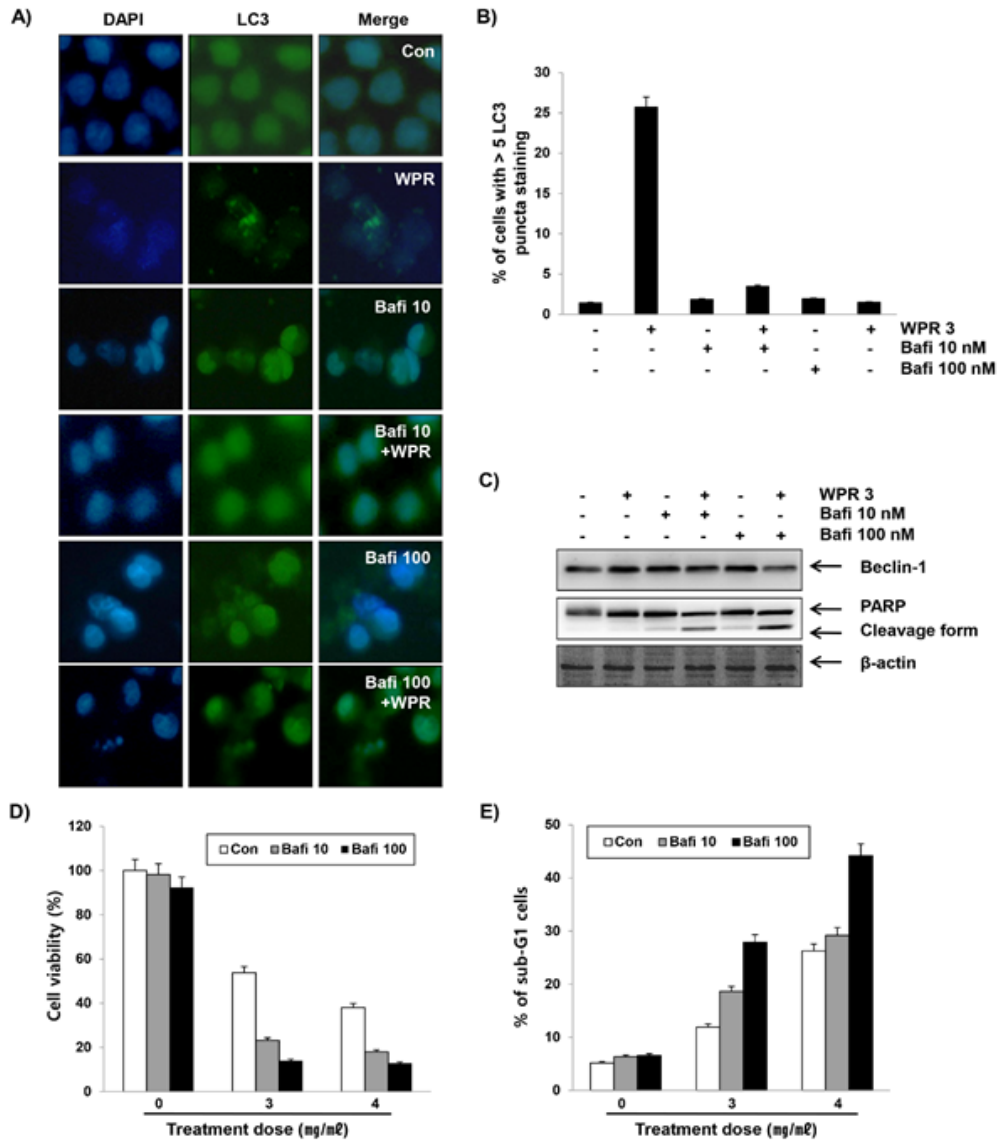 A)
DAPI LC3 Merge
Con
WPR
Bafi 10
Bafi 10
+WPR
Bafi 100
Bafi 100
+WPR
B)
% of cells with > 5 LC3
puncta staining
30
25
20
15
10
5
0
- + - + - + WPR 3
- - + + - - Bafi 10 nM
- - - - + - Bafi 100 nM
C)
- + - + - + WPR 3
- - + + - - Bafi 10 nM
- - - - + + Bafi 100 nM
Beclin-1
PARP
Cleavage form
β-actin
D)
Cell viability (%)
120
100
80
60
40
20
0
Con Bafi 10 Bafi 100
0 3 4
Treatment dose (㎎/㎖)
E)
% of sub-G1 cells
50
40
30
20
10
0
Con Bafi 10 Bafi 100
0 3 4
Treatment dose (㎎/㎖)